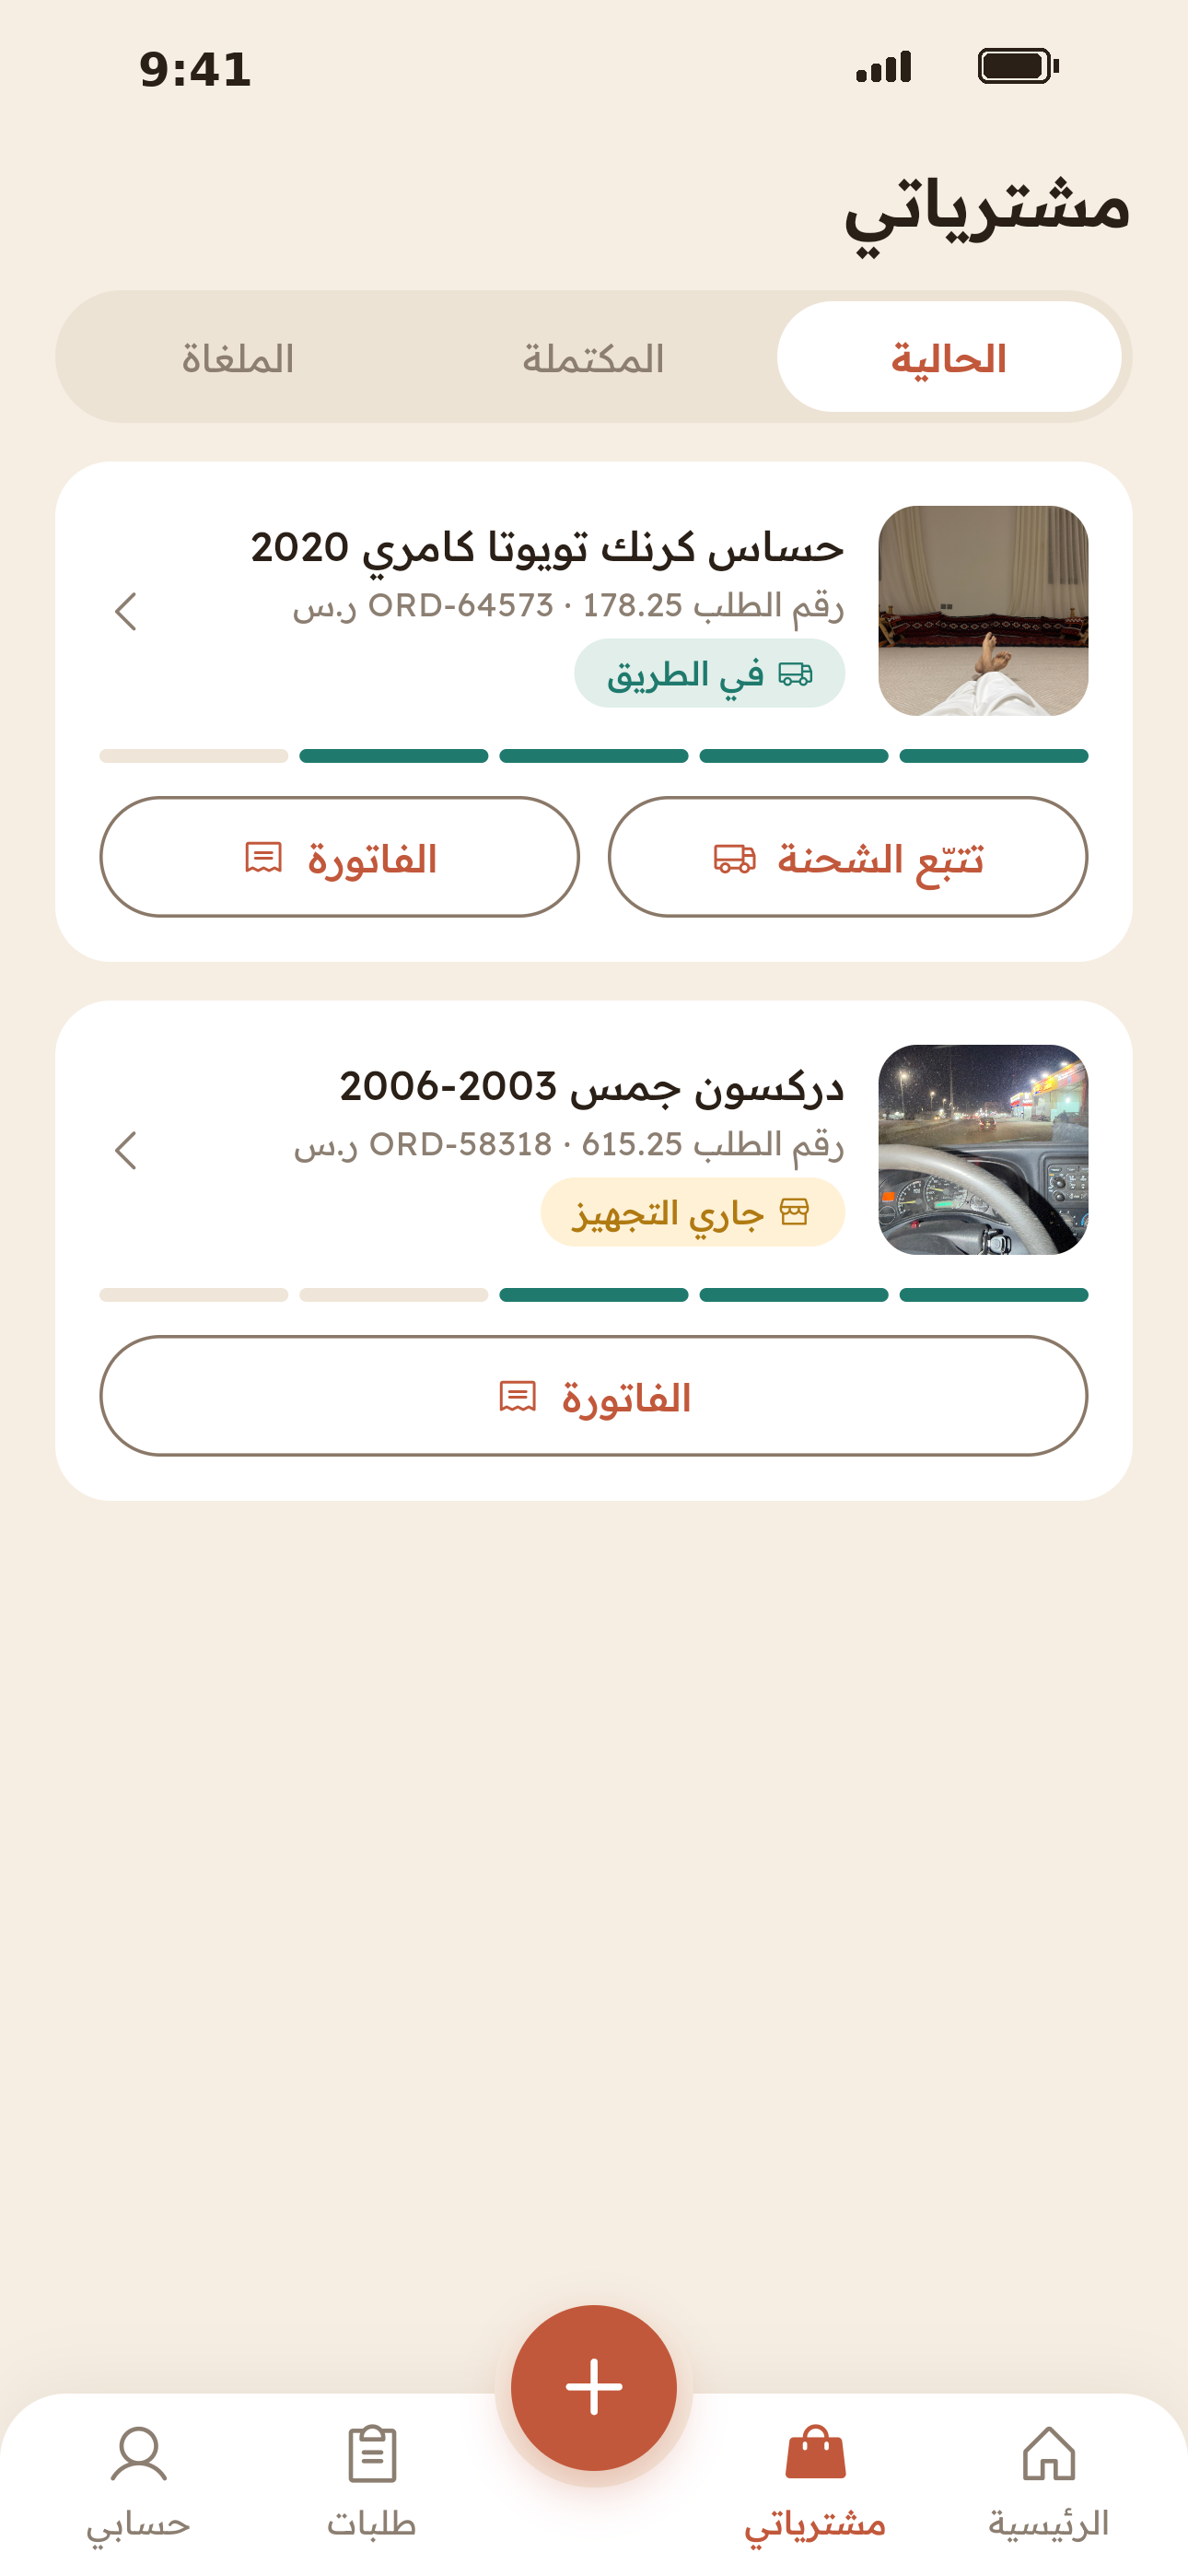 9:41
مشترياتي
الحالية
المكتملة
الملغاة
حساس كرنك تويوتا كامري 2020
رقم الطلب ORD-64573 · 178.25 ر.س
في الطريق
تتبّع الشحنة
الفاتورة
دركسون جمس 2003-2006
رقم الطلب ORD-58318 · 615.25 ر.س
جاري التجهيز
الفاتورة
الرئيسية
مشترياتي
طلبات
حسابي